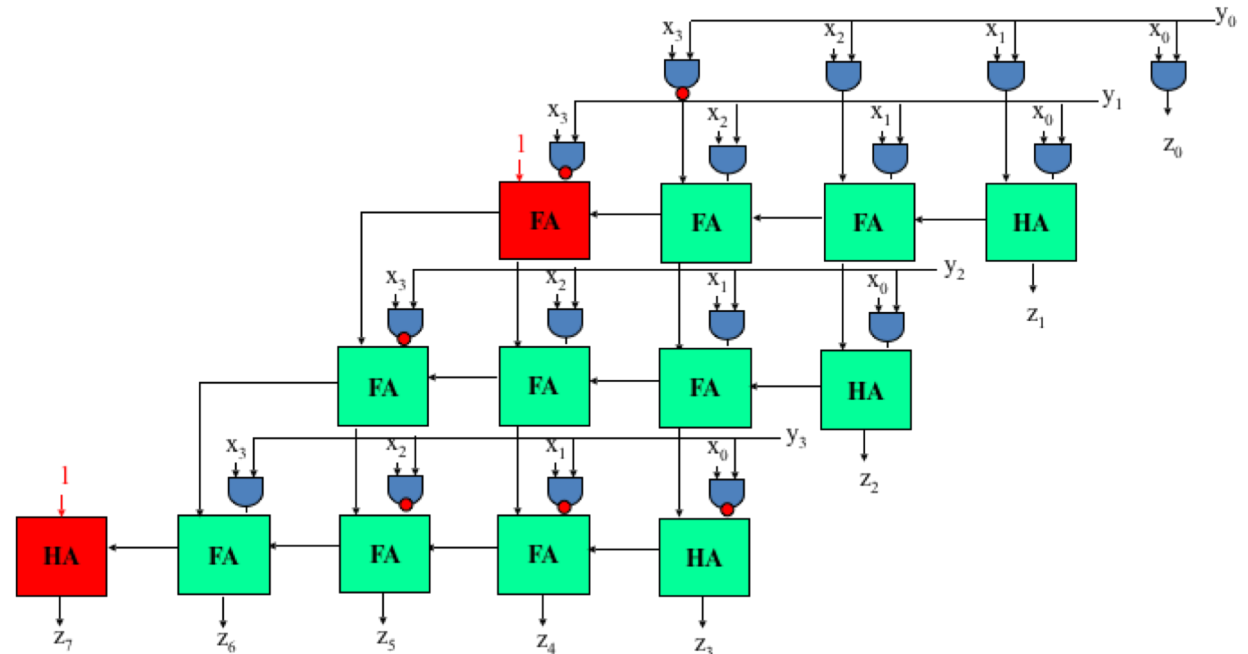 y₀
x₃ x₂ x₁ x₀
y₁
x₃ x₂ x₁ x₀
1 z₀
FA FA FA HA
y₂
x₃ x₂ x₁ x₀
z₁
FA FA FA HA
y₃
x₃ x₂ x₁ x₀
1 z₂
HA FA FA FA HA
z₇ z₆ z₅ z₄ z₃